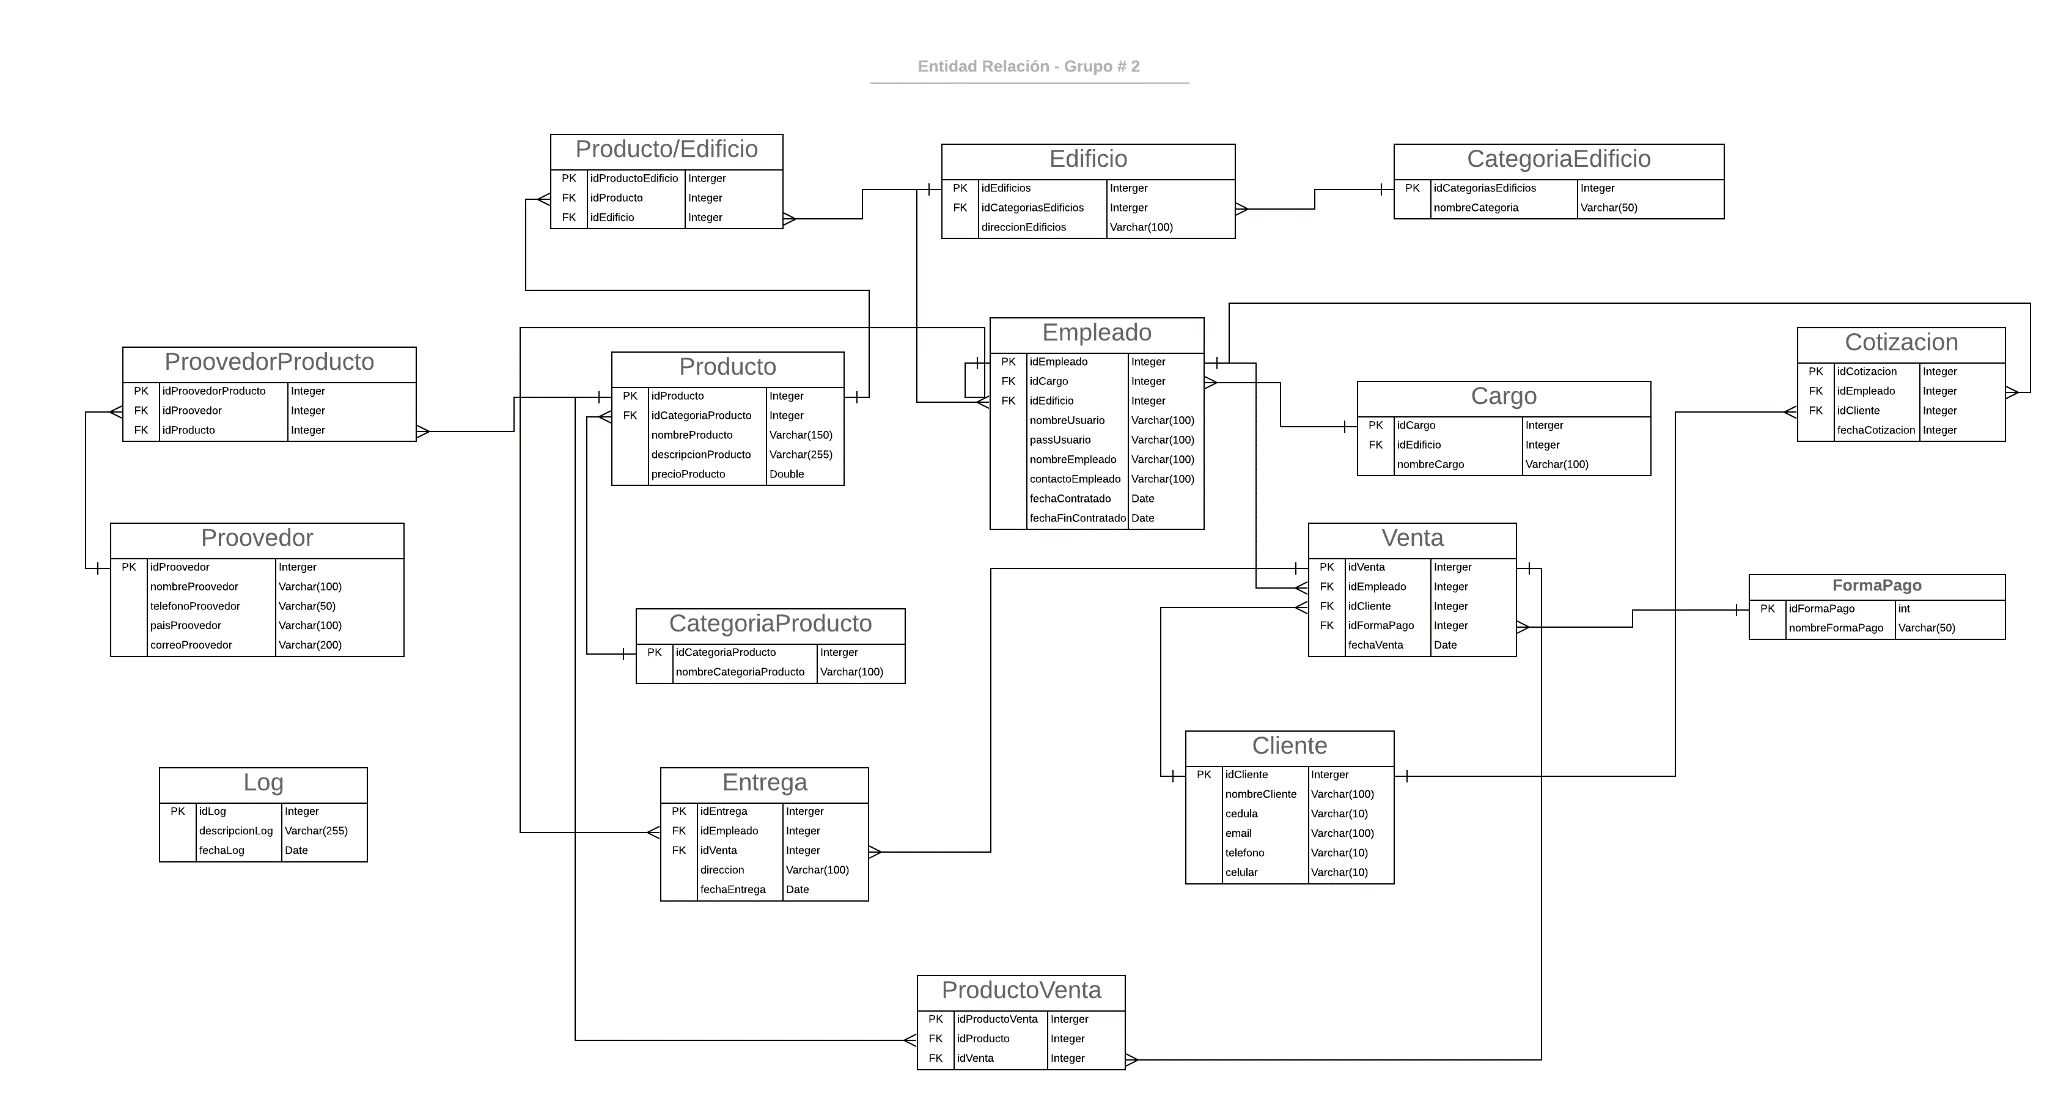 Entidad Relación - Grupo # 2
Producto/Edificio
PK idProductoEdificio Interger
FK idProducto Integer
FK idEdificio Integer
Edificio
PK idEdificios Interger
FK idCategoriasEdificios Interger
direccionEdificios Varchar(100)
CategoriaEdificio
PK idCategoriasEdificios Integer
nombreCategoria Varchar(50)
ProovedorProducto
PK idProovedorProducto Integer
FK idProovedor Integer
FK idProducto Integer
Producto
PK idProducto Integer
FK idCategoriaProducto Integer
nombreProducto Varchar(150)
descripcionProducto Varchar(255)
precioProducto Double
Empleado
PK idEmpleado Integer
FK idCargo Integer
FK idEdificio Integer
nombreUsuario Varchar(100)
passUsuario Varchar(100)
nombreEmpleado Varchar(100)
contactoEmpleado Varchar(100)
fechaContratado Date
fechaFinContratado Date
Cargo
PK idCargo Interger
FK idEdificio Integer
nombreCargo Varchar(100)
Cotizacion
PK idCotizacion Integer
FK idEmpleado Integer
FK idCliente Integer
fechaCotizacion Integer
Proovedor
PK idProovedor Interger
nombreProovedor Varchar(100)
telefonoProovedor Varchar(50)
paisProovedor Varchar(100)
correoProovedor Varchar(200)
CategoriaProducto
PK idCategoriaProducto Interger
nombreCategoriaProducto Varchar(100)
Venta
PK idVenta Interger
FK idEmpleado Integer
FK idCliente Integer
FK idFormaPago Integer
fechaVenta Date
FormaPago
PK idFormaPago int
nombreFormaPago Varchar(50)
Log
PK idLog Integer
descripcionLog Varchar(255)
fechaLog Date
Entrega
PK idEntrega Interger
FK idEmpleado Integer
FK idVenta Integer
direccion Varchar(100)
fechaEntrega Date
Cliente
PK idCliente Interger
nombreCliente Varchar(100)
cedula Varchar(10)
email Varchar(100)
telefono Varchar(10)
celular Varchar(10)
ProductoVenta
PK idProductoVenta Interger
FK idProducto Integer
FK idVenta Integer